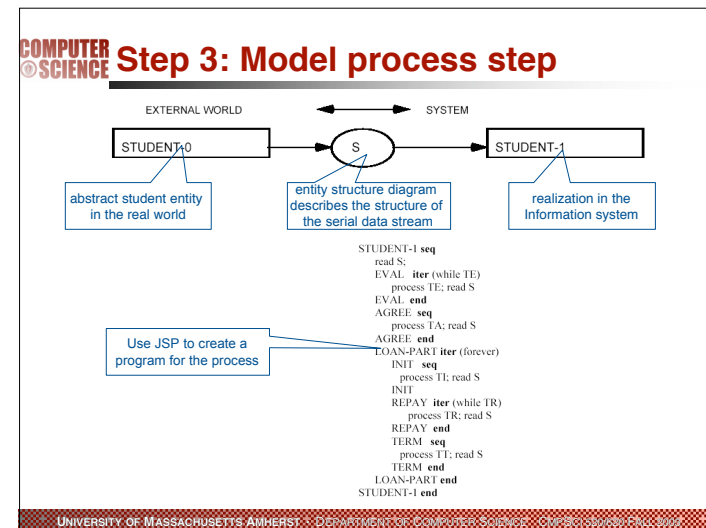 COMPUTER
SCIENCE
Step 3: Model process step
EXTERNAL WORLD
SYSTEM
STUDENT-0
S
STUDENT-1
abstract student entity
in the real world
entity structure diagram
describes the structure of
the serial data stream
realization in the
Information system
STUDENT-1 seq
read S;
EVAL iter (while TE)
process TE; read S
EVAL end
AGREE seq
process TA; read S
AGREE end
LOAN-PART iter (forever)
INIT seq
process TI; read S
INIT
REPAY iter (while TR)
process TR; read S
REPAY end
TERM seq
process TT; read S
TERM end
LOAN-PART end
STUDENT-1 end
Use JSP to create a
program for the process
UNIVERSITY OF MASSACHUSETTS AMHERST DEPARTMENT OF COMPUTER SCIENCE CMPSCI 520/620 FALL